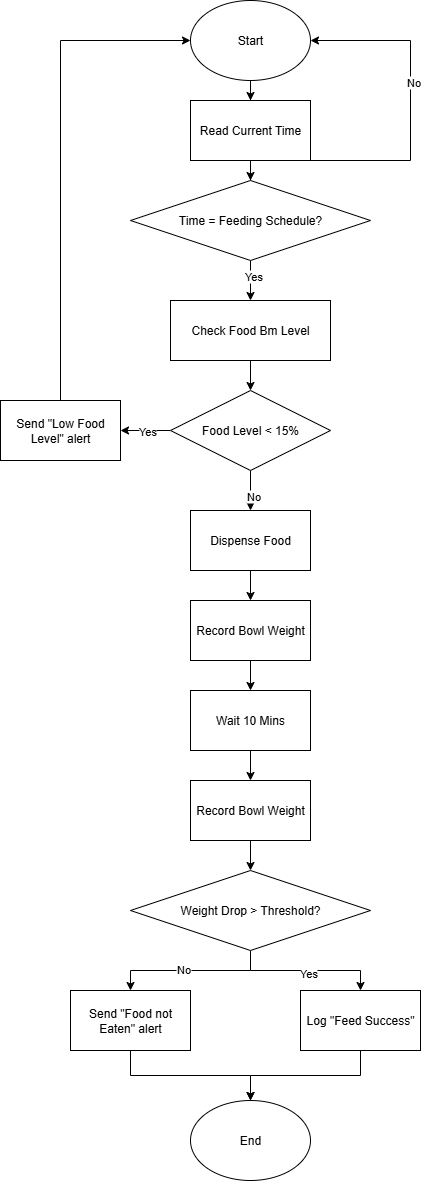 Start
No
Read Current Time
Time = Feeding Schedule?
Yes
Check Food Bm Level
Send "Low Food
Level" alert
Yes
Food Level < 15%
No
Dispense Food
Record Bowl Weight
Wait 10 Mins
Record Bowl Weight
Weight Drop > Threshold?
No
Yes
Send "Food not
Eaten" alert
Log "Feed Success"
End